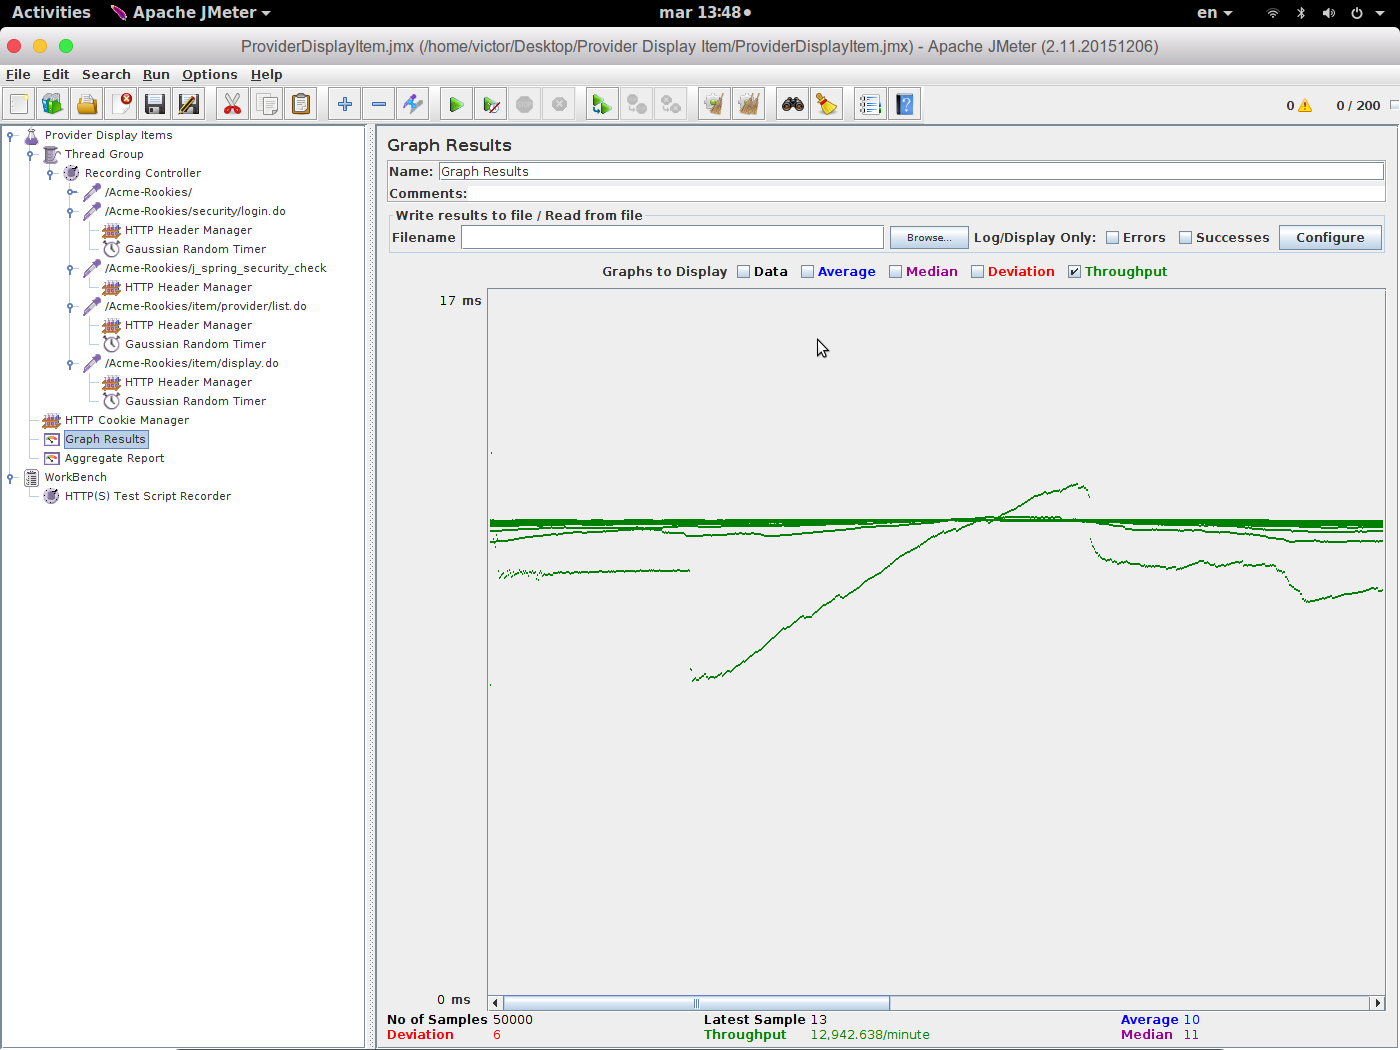 Activities Apache JMeter mar 13:48 en
ProviderDisplayItem.jmx (/home/victor/Desktop/Provider Display Item/ProviderDisplayItem.jmx) - Apache JMeter (2.11.20151206)
File Edit Search Run Options Help
0 0 / 200
Provider Display Items
Thread Group
Recording Controller
/Acme-Rookies/
/Acme-Rookies/security/login.do
HTTP Header Manager
Gaussian Random Timer
/Acme-Rookies/j_spring_security_check
HTTP Header Manager
/Acme-Rookies/item/provider/list.do
HTTP Header Manager
Gaussian Random Timer
/Acme-Rookies/item/display.do
HTTP Header Manager
Gaussian Random Timer
HTTP Cookie Manager
Graph Results
Aggregate Report
WorkBench
HTTP(S) Test Script Recorder
Graph Results
Name: Graph Results
Comments:
Write results to file / Read from file
Filename Browse... Log/Display Only: Errors Successes Configure
Graphs to Display Data Average Median Deviation Throughput
17 ms
0 ms
No of Samples 50000 Latest Sample 13 Average 10
Deviation 6 Throughput 12,942.638/minute Median 11